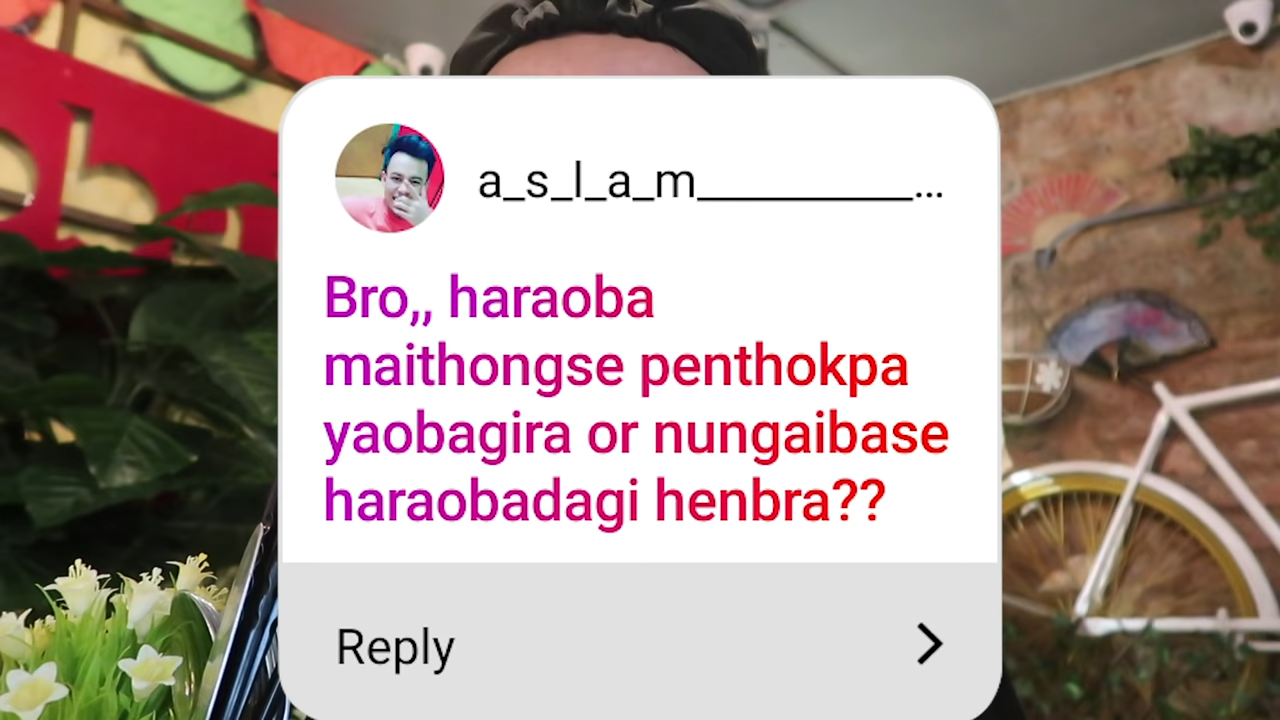 a_s_l_a_m__________...
Bro,, haraoba
maithongse penthokpa
yaobagira or nungaibase
haraobadagi henbra??
Reply